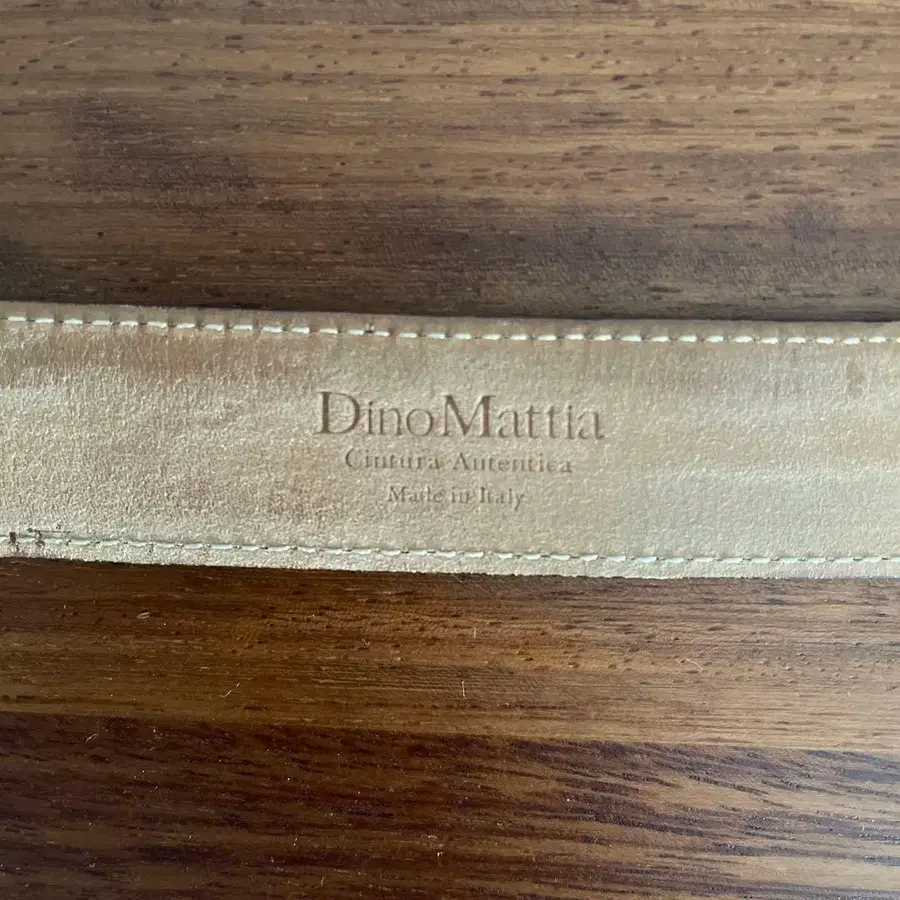 DinoMattia
Cintura Autentica
Made in Italy